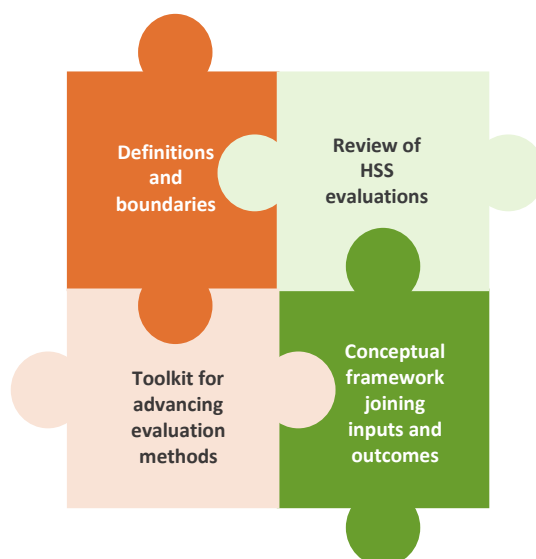 Definitions
and
boundaries
Review of
HSS
evaluations
Toolkit for
advancing
evaluation
methods
Conceptual
framework
joining
inputs and
outcomes